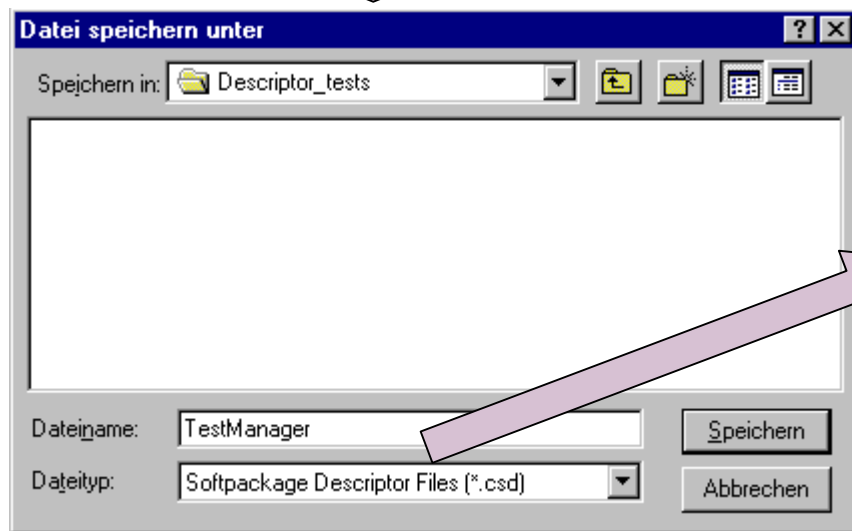 Datei speichern unter
Speichern in: Descriptor_tests
Dateiname: TestManager Speichern
Dateityp: Softpackage Descriptor Files (*.csd) Abbrechen